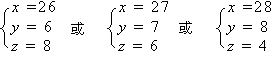 x =26 或 x = 27 或 x =28
y = 6 y = 7 y = 8
z = 8 z = 6 z = 4